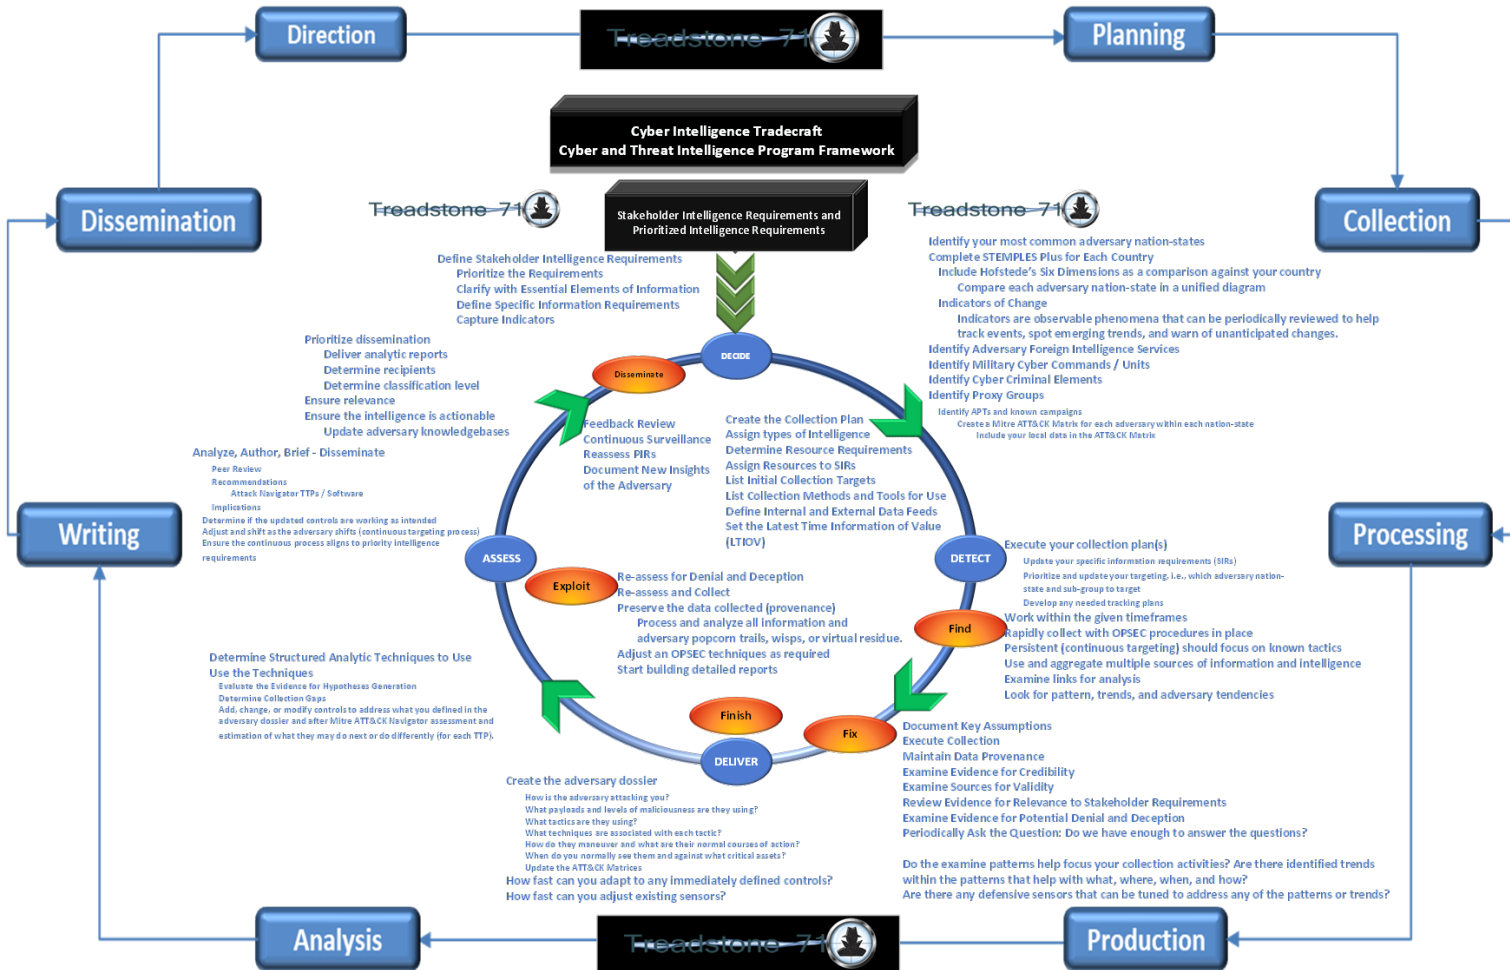 Direction
Treadstone 71
Planning
Cyber Intelligence Tradecraft
Cyber and Threat Intelligence Program Framework
Dissemination
Treadstone 71
Stakeholder Intelligence Requirements and
Prioritized Intelligence Requirements
Treadstone 71
Collection
Define Stakeholder Intelligence Requirements
Prioritize the Requirements
Clarify with Essential Elements of Information
Define Specific Information Requirements
Capture Indicators
Identify your most common adversary nation-states
Complete STEMPLES Plus for Each Country
Include Hofstede's Six Dimensions as a comparison against your country
Compare each adversary nation-state in a unified diagram
Indicators of Change
Indicators are observable phenomena that can be periodically reviewed to help
track events, spot emerging trends, and warn of unanticipated changes.
Identify Adversary Foreign Intelligence Services
Identify Military Cyber Commands / Units
Identify Cyber Criminal Elements
Identify Proxy Groups
Identify APTs and known campaigns
Create a Mitre ATT&CK Matrix for each adversary within each nation-state
Include your local data in the ATT&CK Matrix
Prioritize dissemination
Deliver analytic reports
Determine recipients
Determine classification level
Ensure relevance
Ensure the intelligence is actionable
Update adversary knowledgebases
DECIDE
Disseminate
Feedback Review
Continuous Surveillance
Reassess PIRs
Document New Insights
of the Adversary
Create the Collection Plan
Assign types of Intelligence
Determine Resource Requirements
Assign Resources to SIRs
List Initial Collection Targets
List Collection Methods and Tools for Use
Define Internal and External Data Feeds
Set the Latest Time Information of Value
(LTIOV)
Analyze, Author, Brief - Disseminate
Peer Review
Recommendations
Attack Navigator TTPs / Software
Implications
Determine if the updated controls are working as intended
Adjust and shift as the adversary shifts (continuous targeting process)
Ensure the continuous process aligns to priority intelligence
requirements
Writing
ASSESS
DETECT
Processing
Execute your collection plan(s)
Update your specific information requirements (SIRs)
Prioritize and update your targeting, i.e., which adversary nation-
state and sub-group to target
Develop any needed tracking plans
Work within the given timeframes
Rapidly collect with OPSEC procedures in place
Persistent (continuous targeting) should focus on known tactics
Use and aggregate multiple sources of information and intelligence
Examine links for analysis
Look for pattern, trends, and adversary tendencies
Exploit
Find
Re-assess for Denial and Deception
Re-assess and Collect
Preserve the data collected (provenance)
Process and analyze all information and
adversary popcorn trails, wisps, or virtual residue.
Adjust an OPSEC techniques as required
Start building detailed reports
Determine Structured Analytic Techniques to Use
Use the Techniques
Evaluate the Evidence for Hypotheses Generation
Determine Collection Gaps
Add, change, or modify controls to address what you defined in the
adversary dossier and after Mitre ATT&CK Navigator assessment and
estimation of what they may do next or do differently (for each TTP).
Finish
Fix
DELIVER
Document Key Assumptions
Execute Collection
Maintain Data Provenance
Examine Evidence for Credibility
Examine Sources for Validity
Review Evidence for Relevance to Stakeholder Requirements
Examine Evidence for Potential Denial and Deception
Periodically Ask the Question: Do we have enough to answer the questions?
Do the examine patterns help focus your collection activities? Are there identified trends
within the patterns that help with what, where, when, and how?
Are there any defensive sensors that can be tuned to address any of the patterns or trends?
Create the adversary dossier
How is the adversary attacking you?
What payloads and levels of maliciousness are they using?
What tactics are they using?
What techniques are associated with each tactic?
How do they maneuver and what are their normal courses of action?
When do you normally see them and against what critical assets?
Update the ATT&CK Matrices
How fast can you adapt to any immediately defined controls?
How fast can you adjust existing sensors?
Analysis
Treadstone 71
Production